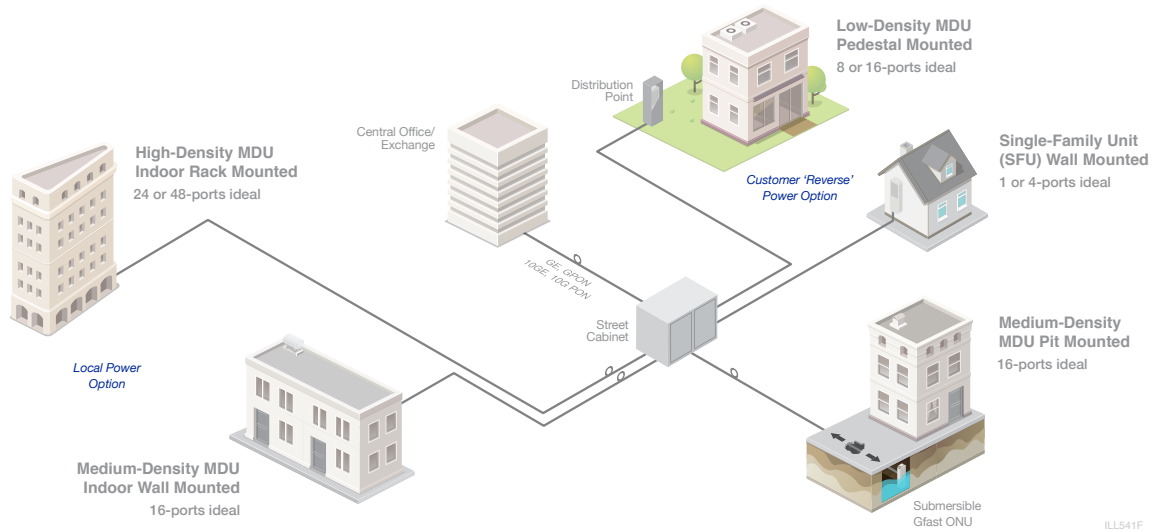 Low-Density MDU
Pedestal Mounted
8 or 16-ports ideal
Distribution
Point
Central Office/
Exchange
High-Density MDU
Indoor Rack Mounted
24 or 48-ports ideal
Single-Family Unit
(SFU) Wall Mounted
1 or 4-ports ideal
Customer ‘Reverse’
Power Option
GE, GPON
10GE, 10G PON
Street
Cabinet
Medium-Density
MDU Pit Mounted
16-ports ideal
Local Power
Option
Medium-Density MDU
Indoor Wall Mounted
16-ports ideal
Submersible
Gfast ONU
ILL541F